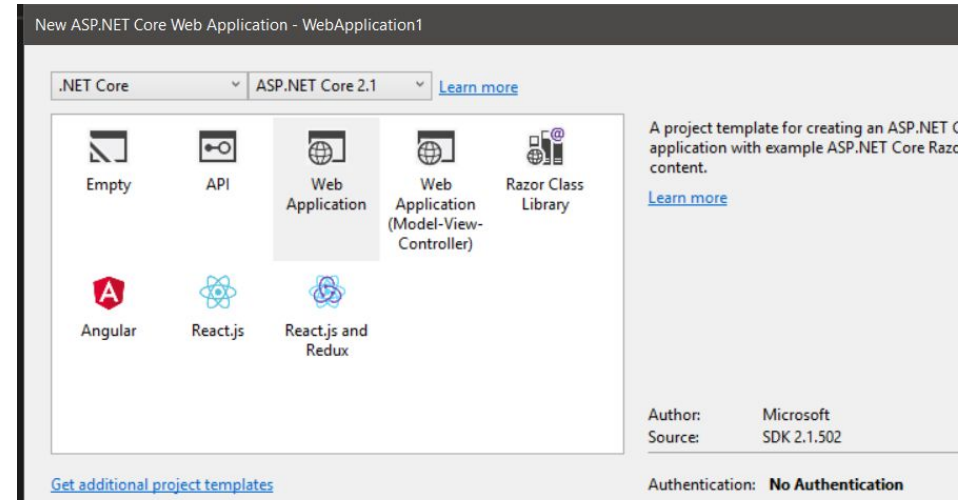 New ASP.NET Core Web Application - WebApplication1
.NET Core
ASP.NET Core 2.1
Learn more
Empty
API
Web
Application
Web
Application
(Model-View-
Controller)
Razor Class
Library
Angular
React.js
React.js and
Redux
Get additional project templates
A project template for creating an ASP.NET
application with example ASP.NET Core
content.
Learn more
Author: Microsoft
Source: SDK 2.1.502
Authentication: No Authentication